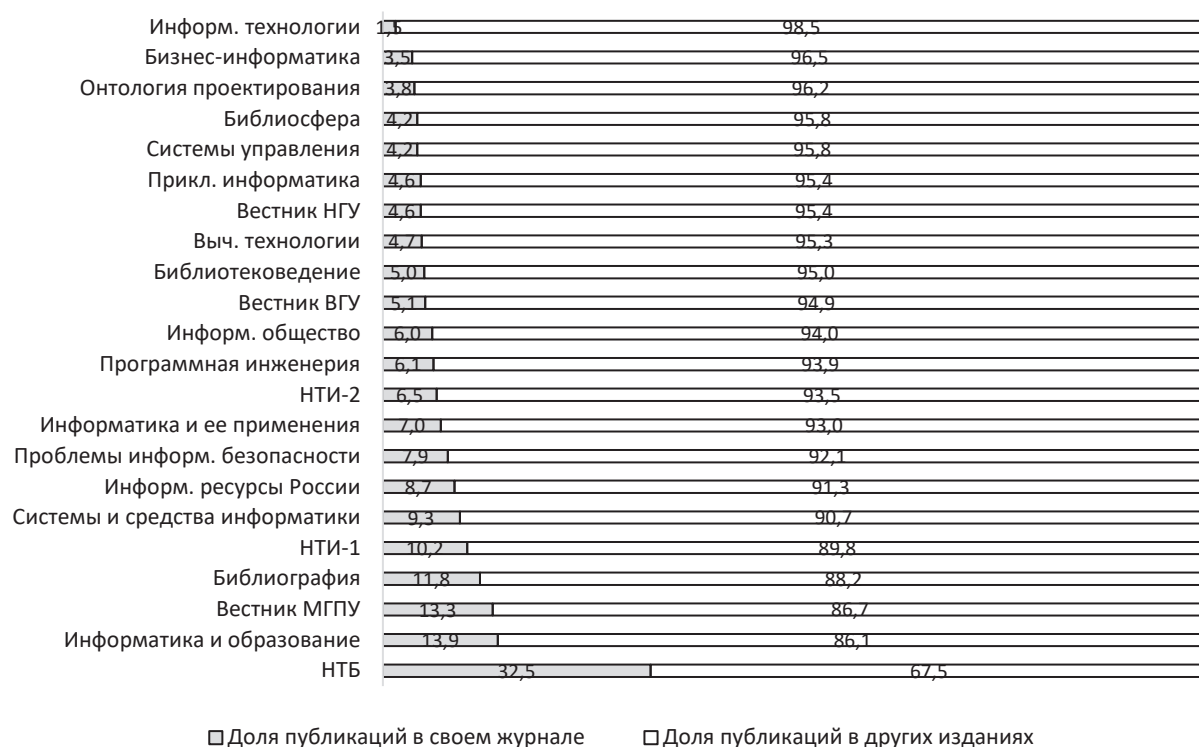 Информ. технологии 1,5 98,5
Бизнес-информатика 3,5 96,5
Онтология проектирования 3,8 96,2
Библиосфера 4,2 95,8
Системы управления 4,2 95,8
Прикл. информатика 4,6 95,4
Вестник НГУ 4,6 95,4
Выч. технологии 4,7 95,3
Библиотековедение 5,0 95,0
Вестник ВГУ 5,1 94,9
Информ. общество 6,0 94,0
Программная инженерия 6,1 93,9
НТИ-2 6,5 93,5
Информатика и ее применения 7,0 93,0
Проблемы информ. безопасности 7,9 92,1
Информ. ресурсы России 8,7 91,3
Системы и средства информатики 9,3 90,7
НТИ-1 10,2 89,8
Библиография 11,8 88,2
Вестник МГПУ 13,3 86,7
Информатика и образование 13,9 86,1
НТБ 32,5 67,5
Доля публикаций в своем журнале Доля публикаций в других изданиях